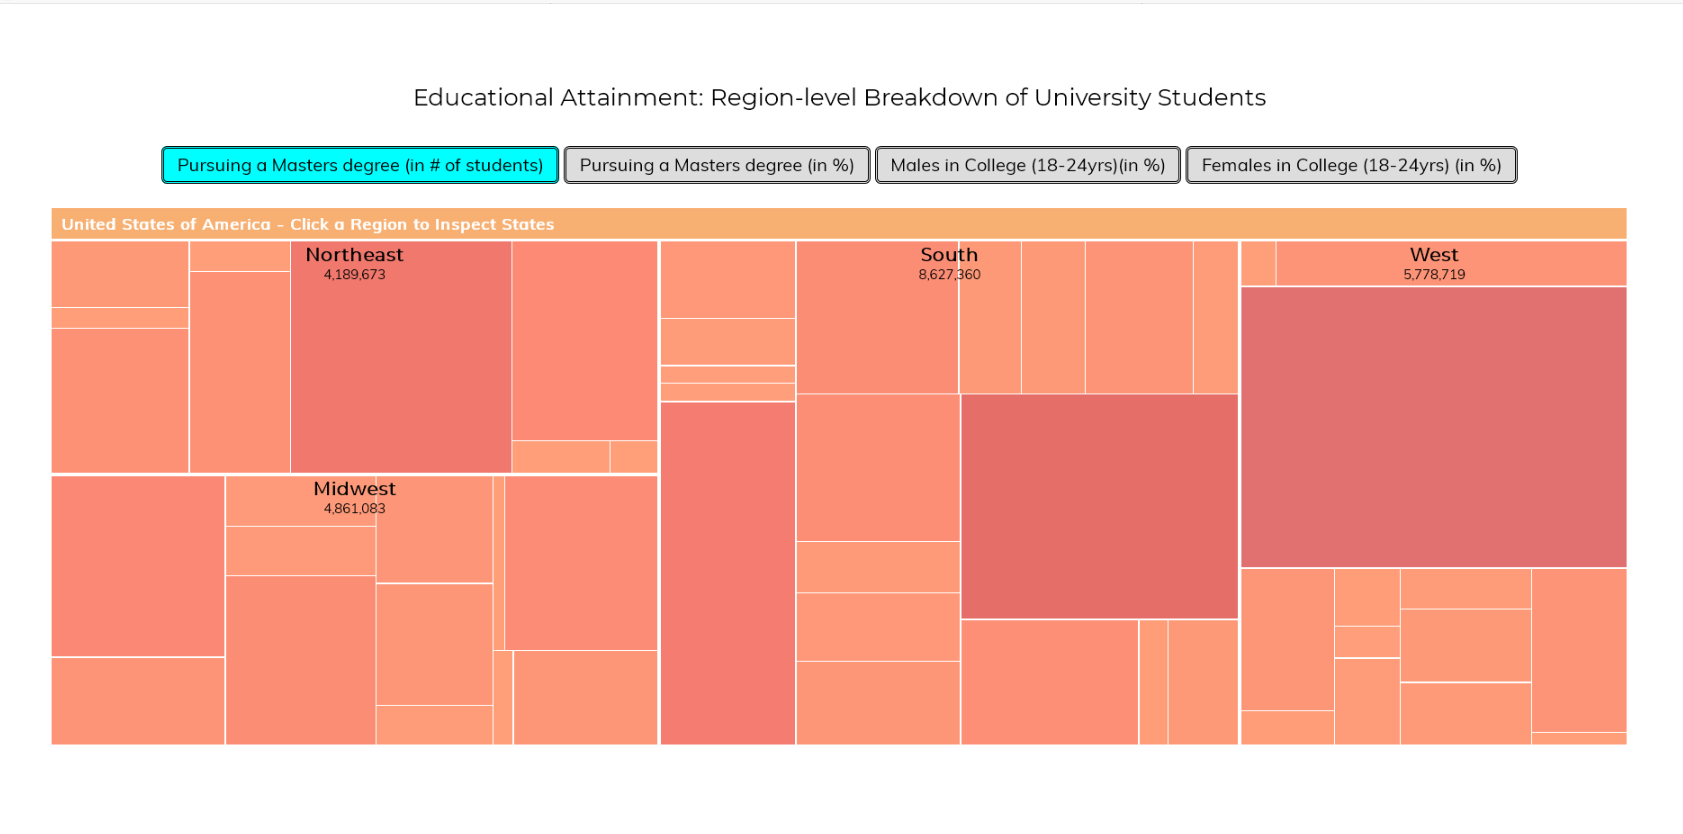 Educational Attainment: Region-level Breakdown of University Students
Pursuing a Masters degree (in # of students)
Pursuing a Masters degree (in %)
Males in College (18-24yrs)(in %)
Females in College (18-24yrs) (in %)
United States of America - Click a Region to Inspect States
Northeast
4,189,673
South
8,627,360
West
5,778,719
Midwest
4,861,083